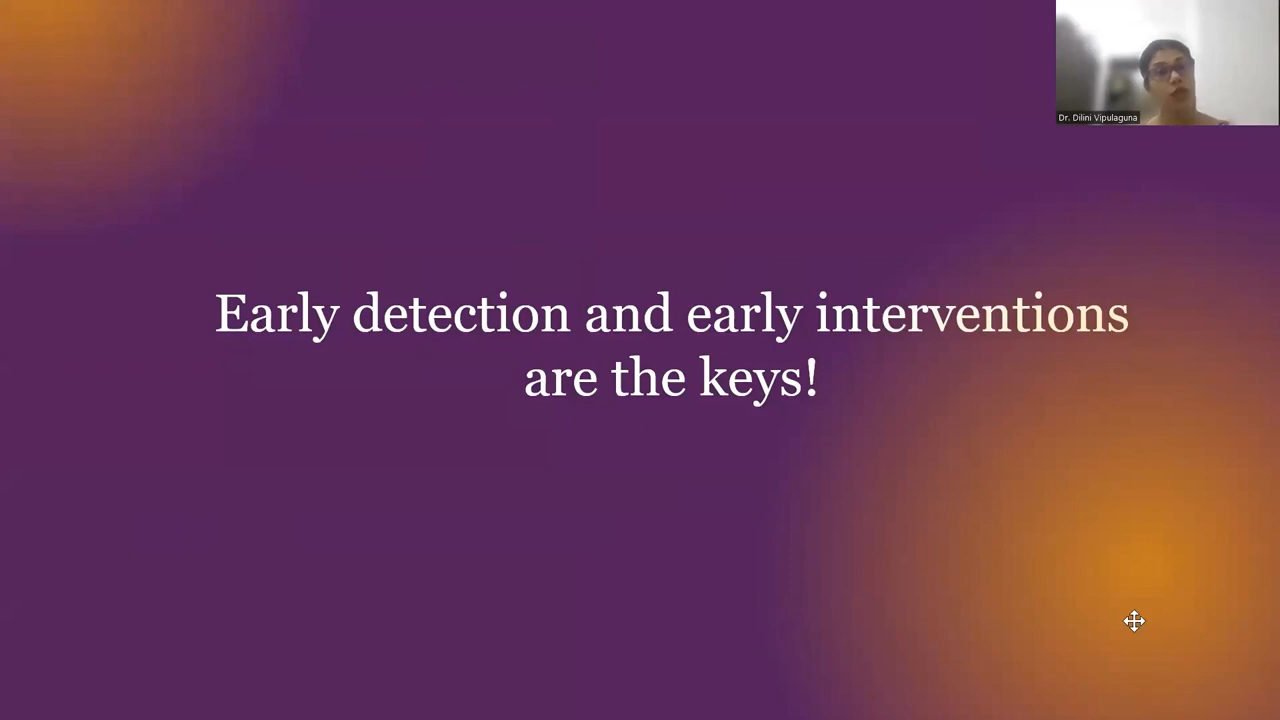 Dr. Dilini Vipulaguna
Early detection and early interventions
are the keys!